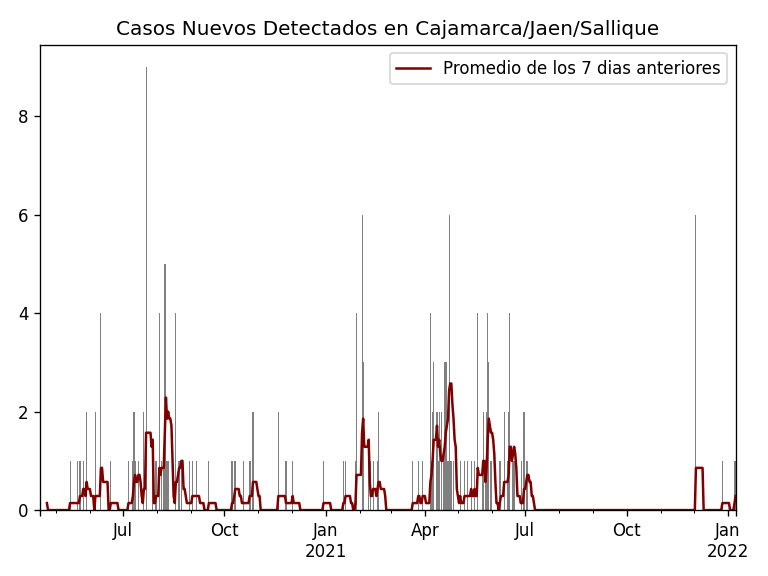 Casos Nuevos Detectados en Cajamarca/Jaen/Sallique
Promedio de los 7 dias anteriores
8
6
4
2
0
Jul Oct Jan Apr Jul Oct Jan
2021 2022